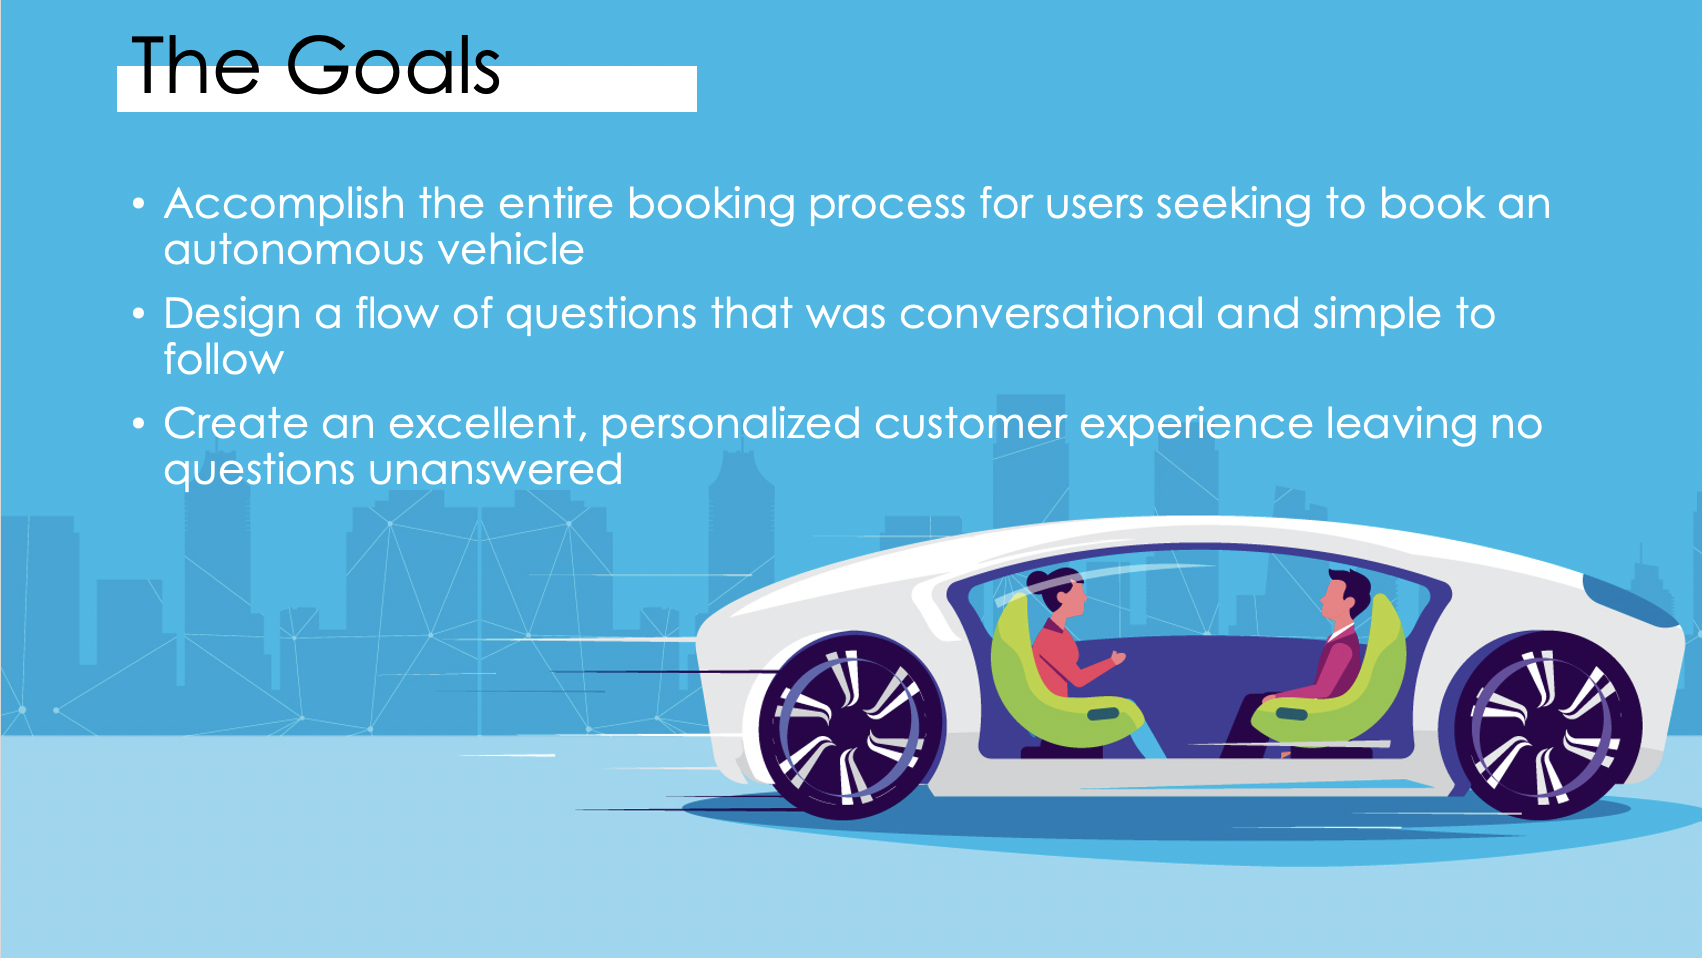 The Goals
• Accomplish the entire booking process for users seeking to book an
autonomous vehicle
• Design a flow of questions that was conversational and simple to
follow
• Create an excellent, personalized customer experience leaving no
questions unanswered